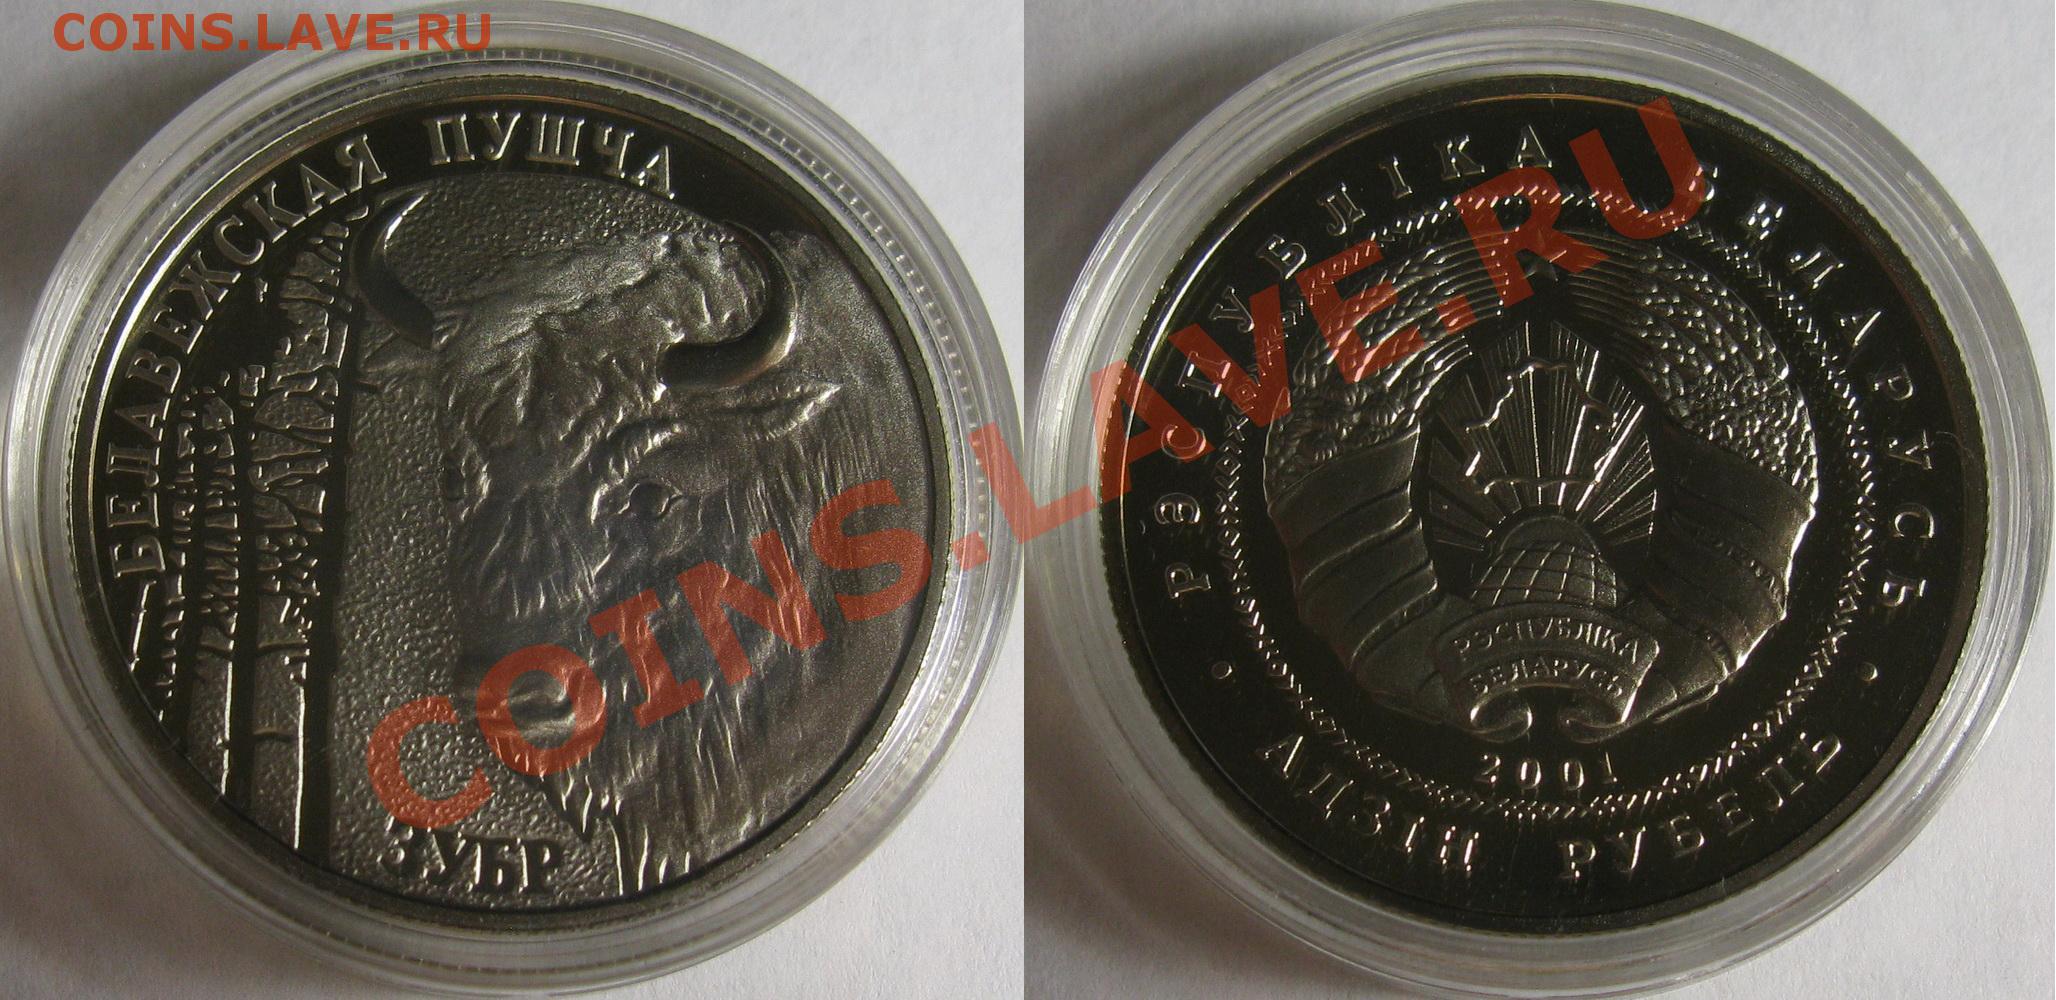 COINS.LAVE.RU
БЕЛАВЕЖСКАЯ ПУШЧА
ЗУБР
РЭСПУБЛІКА БЕЛАРУСЬ
РЭСПУБЛІКА
БЕЛАРУСЬ
2001
АДЗІН РУБЕЛЬ
COINS.LAVE.RU